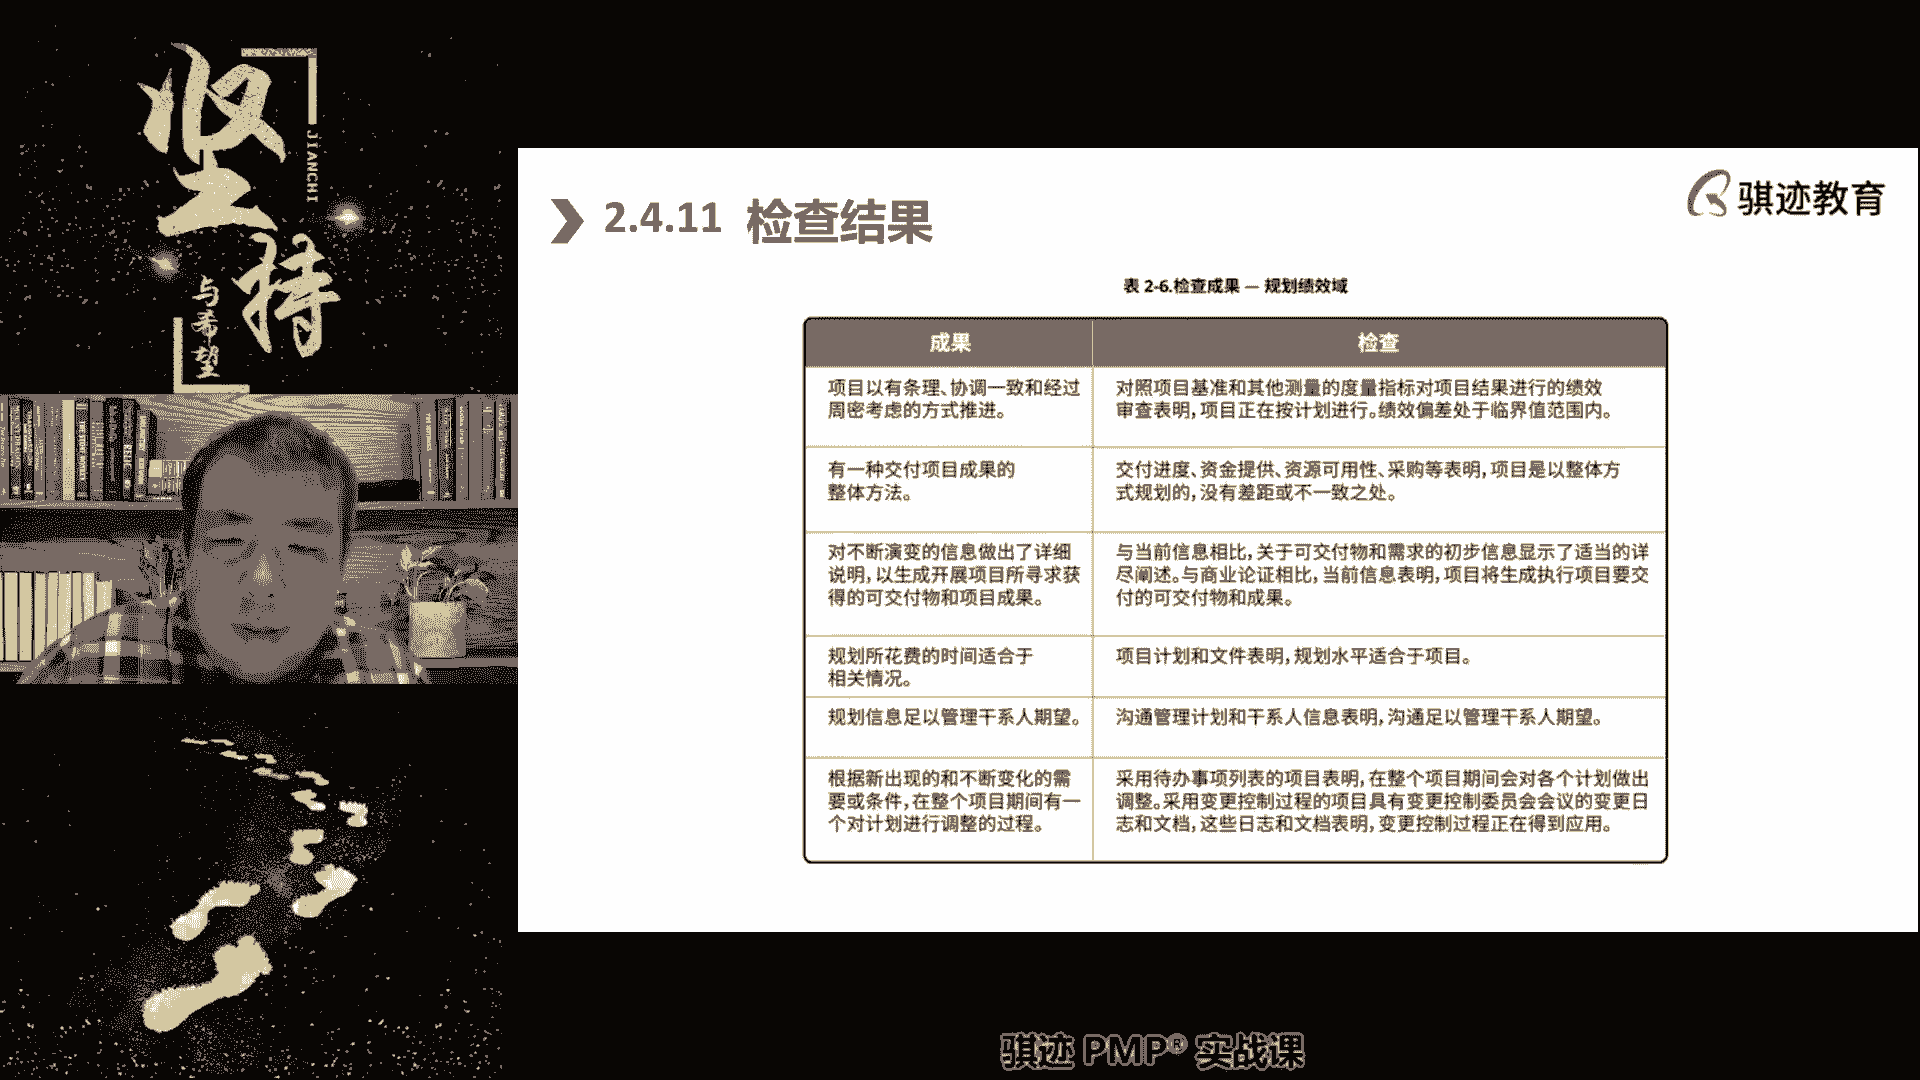 坚持
JIANCHI
与希望
骐迹教育
2.4.11 检查结果
表 2-6.检查成果 — 规划绩效域
成果
检查
项目以有条理、协调一致和经过
周密考虑的方式推进。
对照项目基准和其他测量的度量指标对项目结果进行的绩效
审查表明,项目正在按计划进行。绩效偏差处于临界值范围内。
有一种交付项目成果的
整体方法。
交付进度、资金提供、资源可用性、采购等表明,项目是以整体方
式规划的,没有差距或不一致之处。
对不断演变的信息做出了详细
说明,以生成开展项目所寻求获
得的可交付物和项目成果。
与当前信息相比,关于可交付物和需求的初步信息显示了适当的详
尽阐述。与商业论证相比,当前信息表明,项目将生成执行项目要交
付的可交付物和成果。
规划所花费的时间适合于
相关情况。
项目计划和文件表明,规划水平适合于项目。
规划信息足以管理干系人期望。
沟通管理计划和干系人信息表明,沟通足以管理干系人期望。
根据新出现的和不断变化的需
要或条件,在整个项目期间有一
个对计划进行调整的过程。
采用待办事项列表的项目表明,在整个项目期间会对各个计划做出
调整。采用变更控制过程的项目具有变更控制委员会会议的变更日
志和文档,这些日志和文档表明,变更控制过程正在得到应用。
骐迹 PMP® 实战课